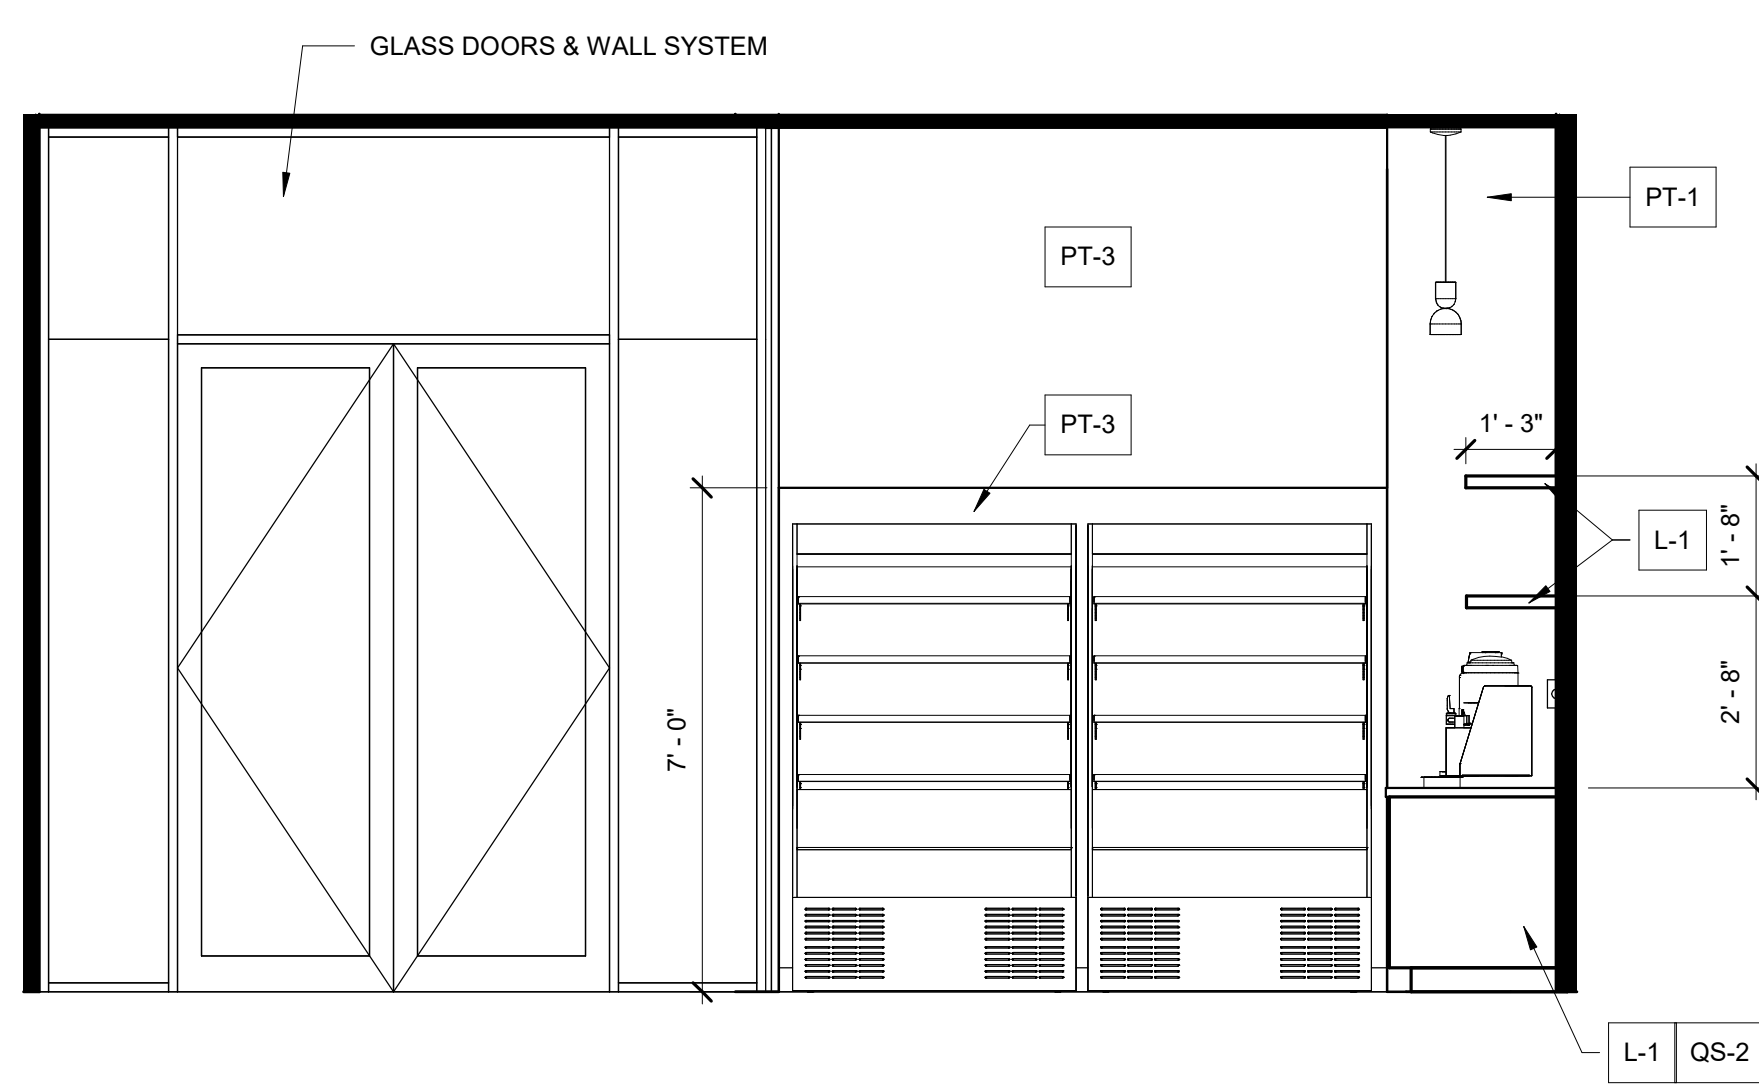 GLASS DOORS & WALL SYSTEM
PT-1
PT-3
PT-3
1' - 3"
L-1
1' - 8"
2' - 8"
7' - 0"
L-1 QS-2